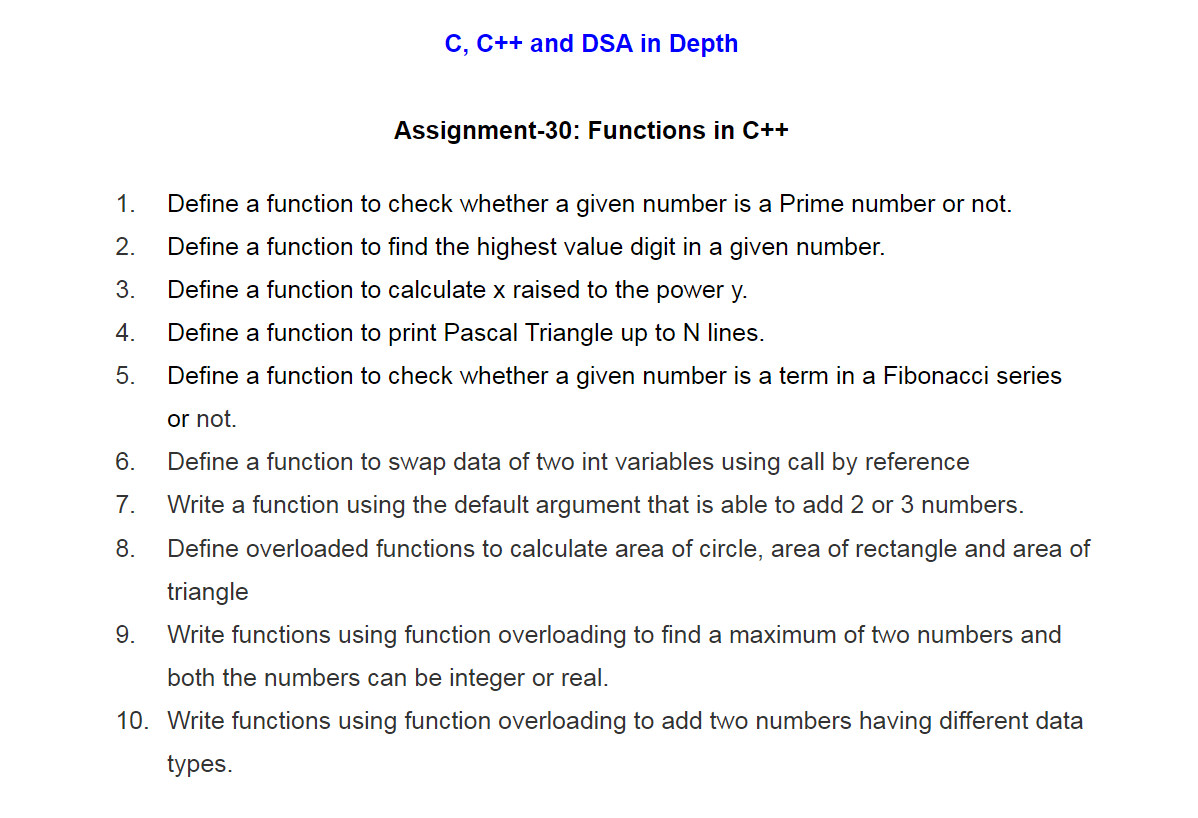 C, C++ and DSA in Depth
Assignment-30: Functions in C++
1. Define a function to check whether a given number is a Prime number or not.
2. Define a function to find the highest value digit in a given number.
3. Define a function to calculate x raised to the power y.
4. Define a function to print Pascal Triangle up to N lines.
5. Define a function to check whether a given number is a term in a Fibonacci series
or not.
6. Define a function to swap data of two int variables using call by reference
7. Write a function using the default argument that is able to add 2 or 3 numbers.
8. Define overloaded functions to calculate area of circle, area of rectangle and area of
triangle
9. Write functions using function overloading to find a maximum of two numbers and
both the numbers can be integer or real.
10. Write functions using function overloading to add two numbers having different data
types.